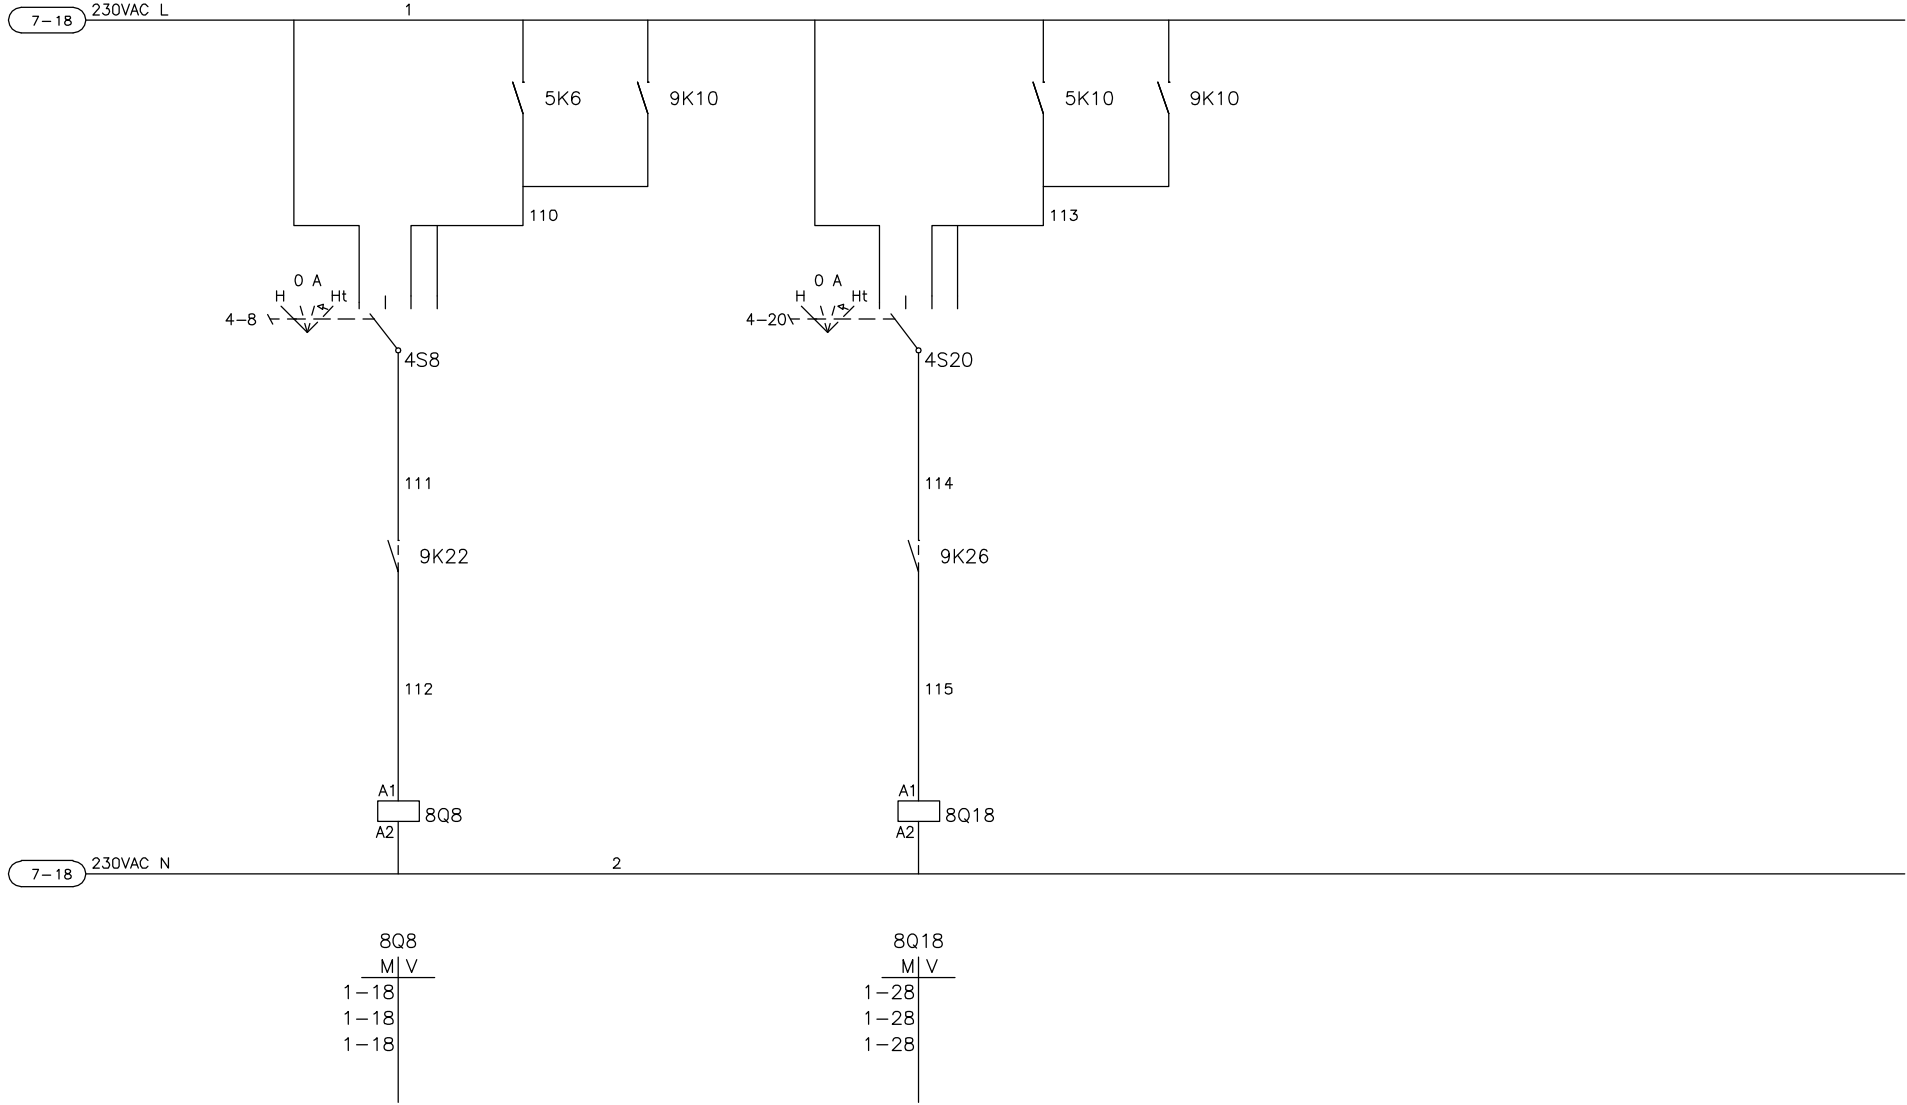 7-18 230VAC L 1
5K6 9K10 5K10 9K10
110 113
0 A 0 A
H Ht H Ht
4-8 4-20
4S8 4S20
111 114
9K22 9K26
112 115
A1 A1
8Q8 8Q18
A2 A2
7-18 230VAC N 2
8Q8 8Q18
M V M V
1-18 1-28
1-18 1-28
1-18 1-28